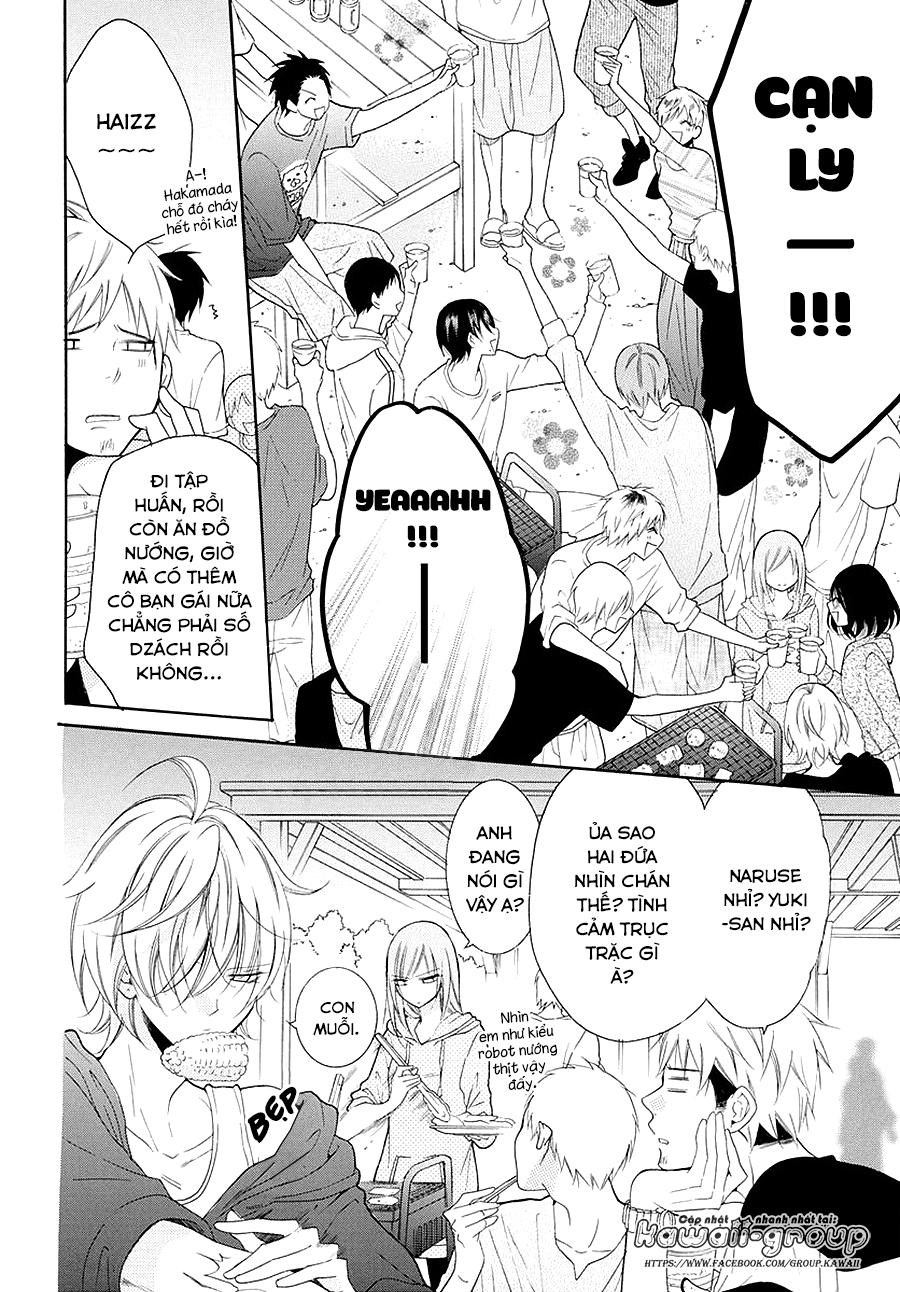 CẠN
LY
—
!!!
YEAAAHH
!!!
—
HAIZZ
~~~
A-!
Hakamada
chỗ đó cháy
hết rồi kìa!
ĐI TẬP
HUẤN, RỒI
CÒN ĂN ĐỒ
NƯỚNG, GIỜ
MÀ CÓ THÊM
CÔ BẠN GÁI NỮA
CHẲNG PHẢI SỐ
DZÁCH RỒI
KHÔNG...
NARUSE
NHỈ? YUKI
-SAN NHỈ?
ỦA SAO
HAI ĐỨA
NHÌN CHÁN
THẾ? TÌNH
CẢM TRỤC
TRẶC GÌ
À?
ANH
ĐANG
NÓI GÌ
VẬY Ạ?
Nhìn
em như kiểu
robot nướng
thịt vậy
đấy.
CON
MUỖI.
BẸP
Cập nhật nhanh nhất tại:
kawaii-group
HTTPS://WWW.FACEBOOK.COM/GROUP.KAWAII